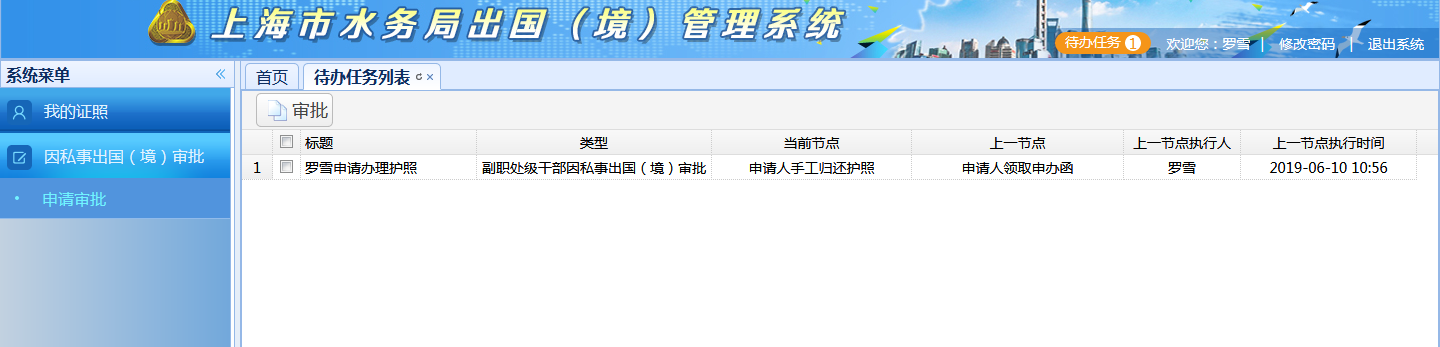 上海市水务局出国（境）管理系统
待办任务 1 欢迎您：罗雪 | 修改密码 | 退出系统
系统菜单 首页 待办任务列表
我的证照 审批
标题 类型 当前节点 上一节点 上一节点执行人 上一节点执行时间
因私事出国（境）审批
1 罗雪申请办理护照 副职处级干部因私事出国（境）审批 申请人手工归还护照 申请人领取申办函 罗雪 2019-06-10 10:56
申请审批